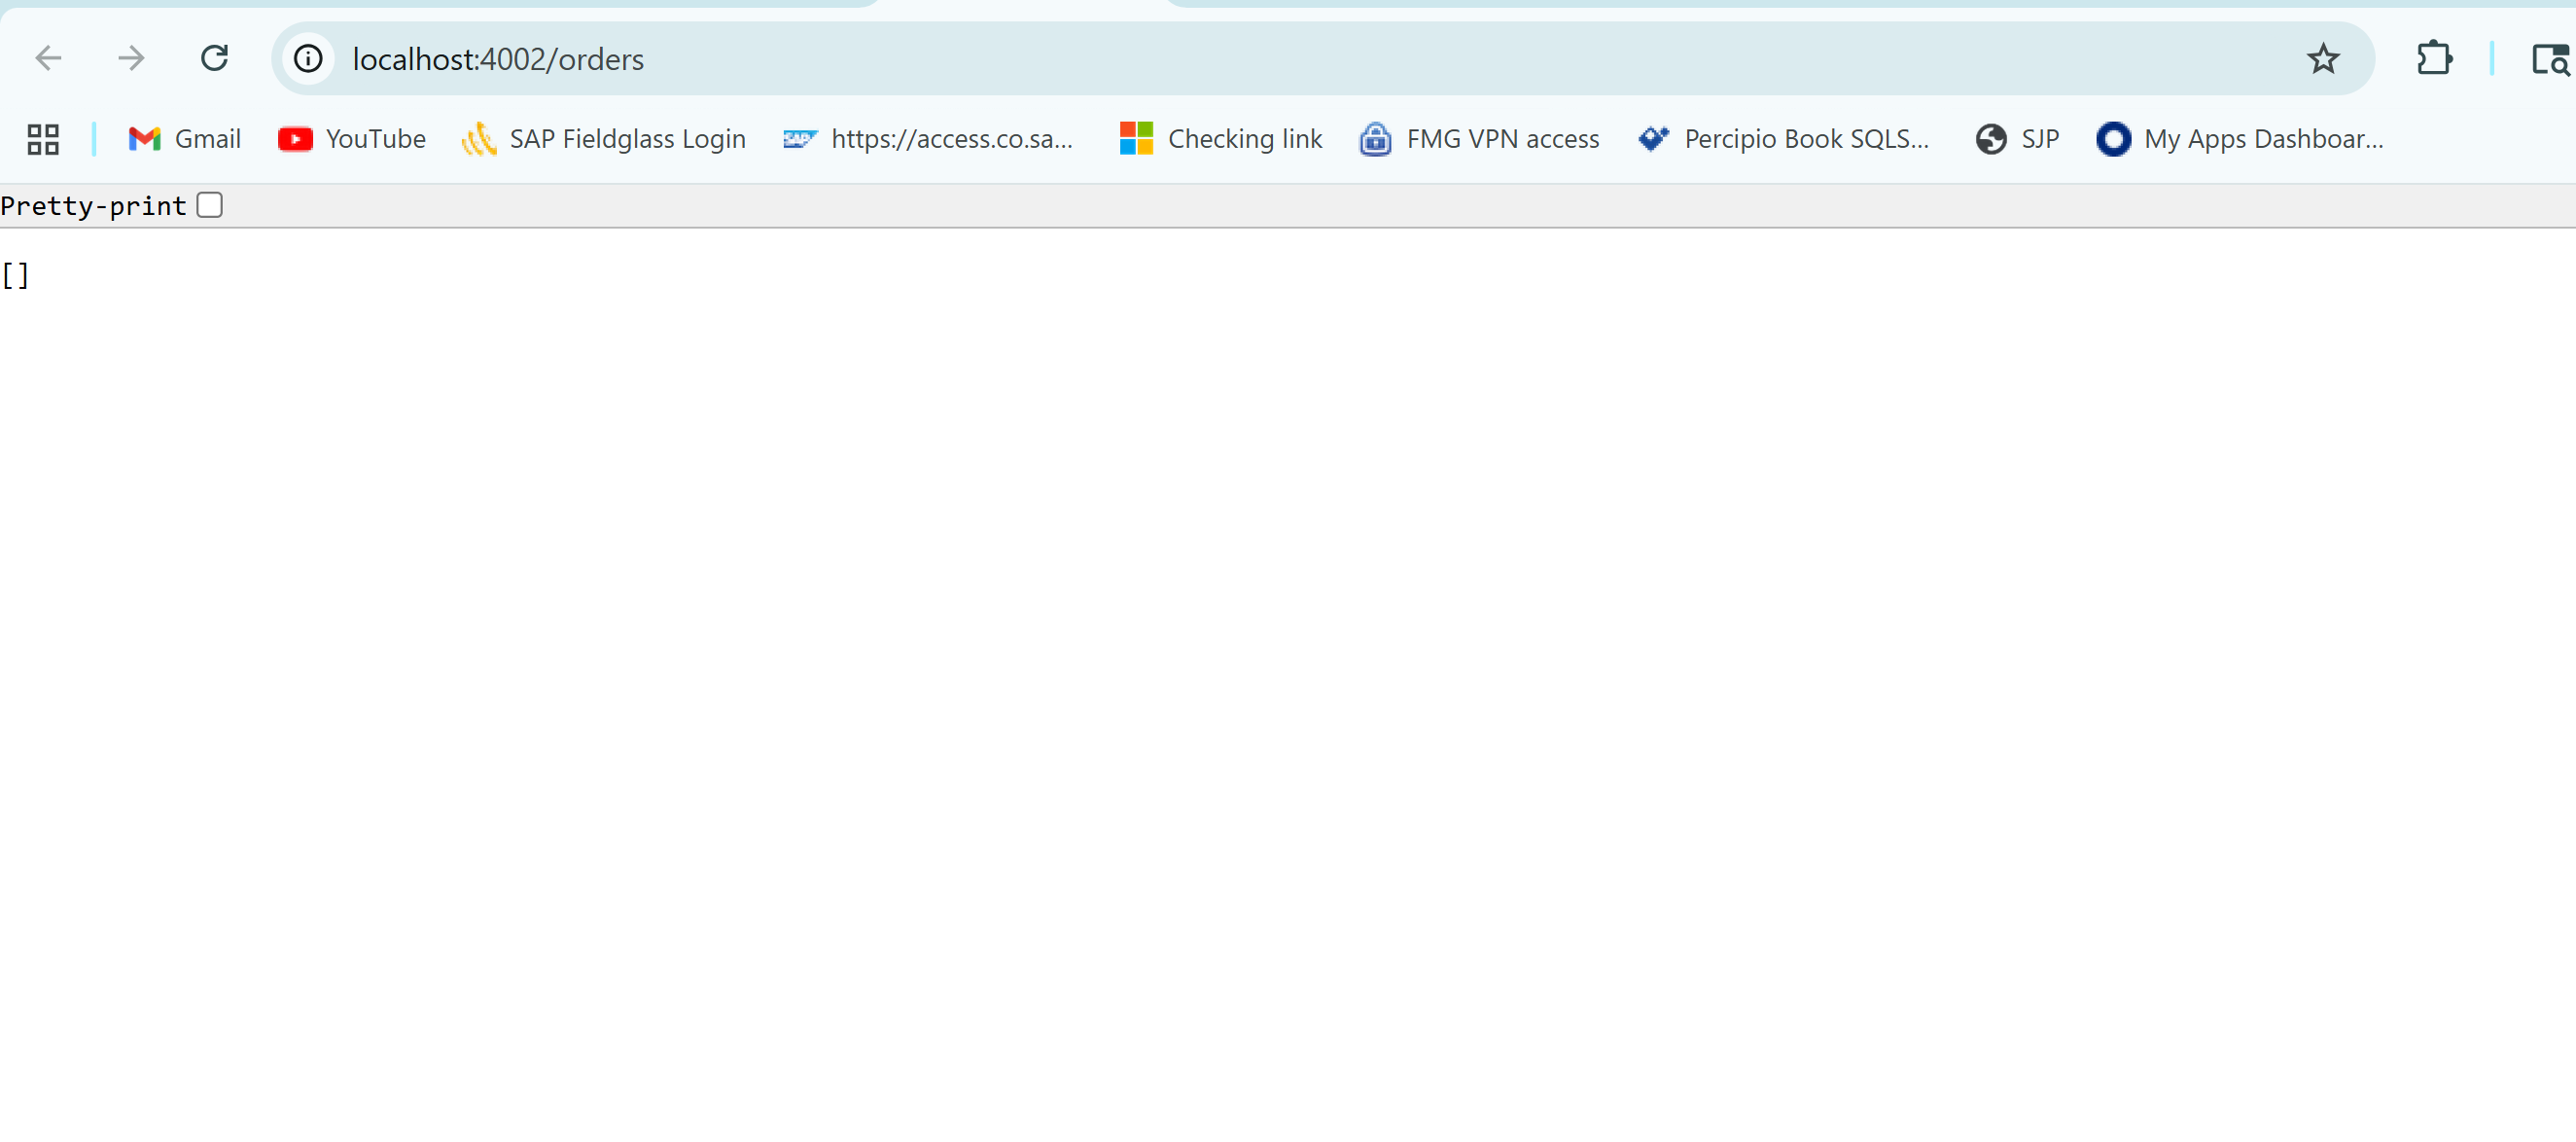 localhost:4002/orders
Gmail YouTube SAP Fieldglass Login SAP https://access.co.sa... Checking link FMG VPN access Percipio Book SQLS... SJP My Apps Dashboar...
Pretty-print
[]